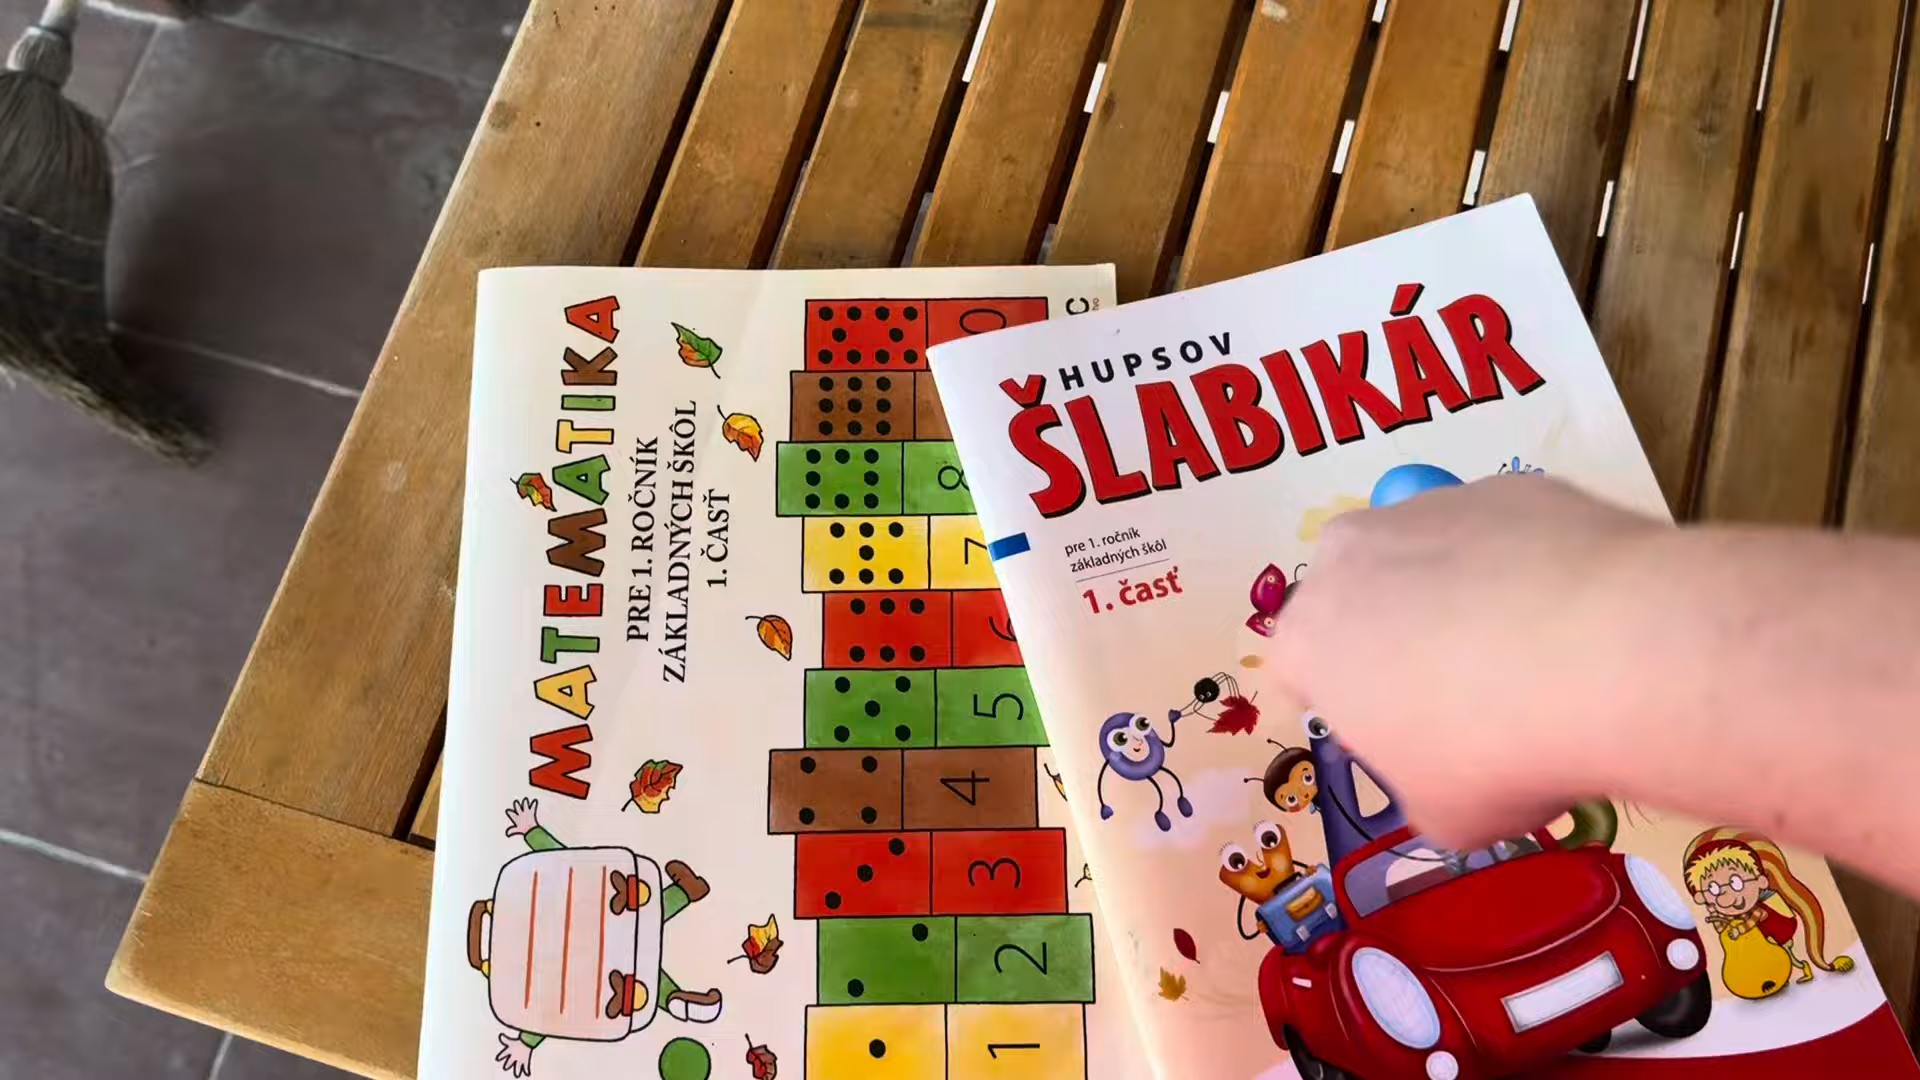 MATEMATIKA
PRE 1. ROČNÍK
ZÁKLADNÝCH ŠKÔL
1. ČASŤ
8
7
6
5
4
3
2
1
HUPSOV
ŠLABIKÁR
pre 1. ročník
základných škôl
1. časť